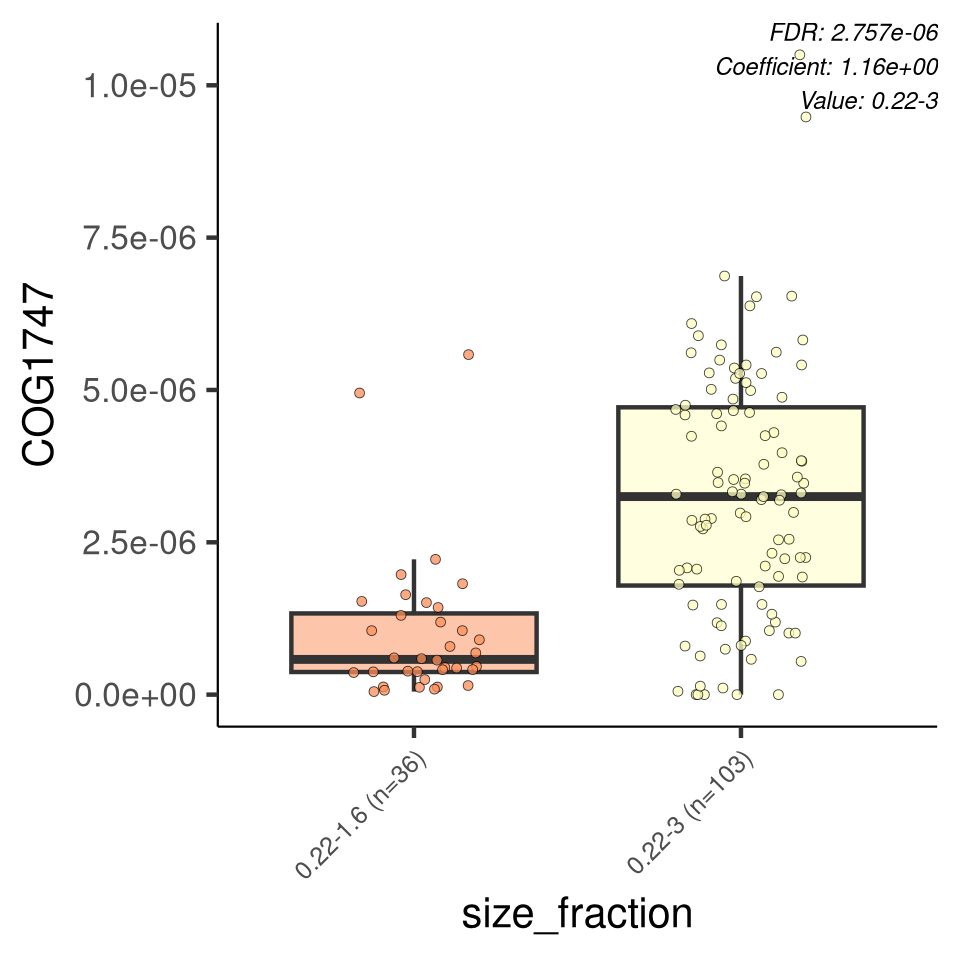 FDR: 2.757e-06
Coefficient: 1.16e+00
Value: 0.22-3
1.0e-05
7.5e-06
5.0e-06
2.5e-06
0.0e+00
COG1747
0.22-1.6 (n=36)
0.22-3 (n=103)
size_fraction